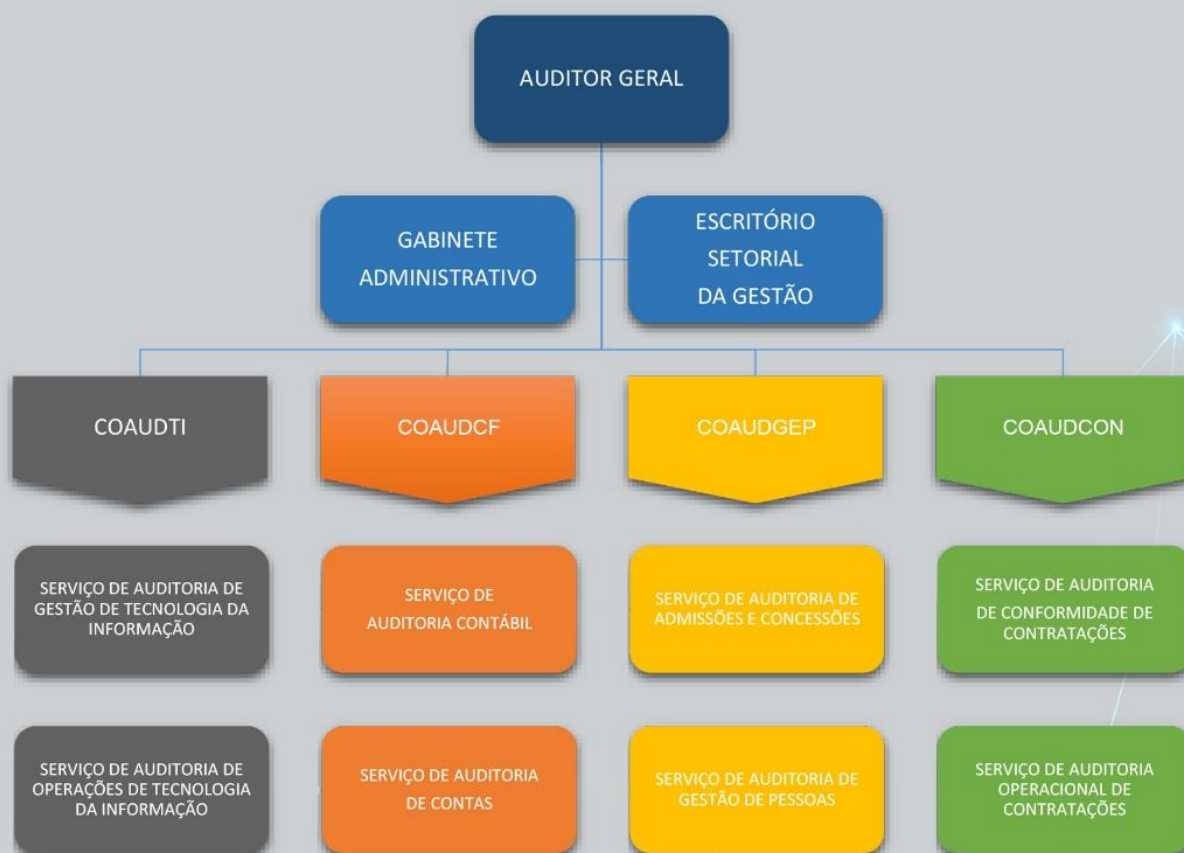 AUDITOR GERAL
GABINETE
ADMINISTRATIVO
ESCRITÓRIO
SETORIAL
DA GESTÃO
COAUDTI
COAUDCF
COAUDGEP
COAUDCON
SERVIÇO DE AUDITORIA DE
GESTÃO DE TECNOLOGIA DA
INFORMAÇÃO
SERVIÇO DE
AUDITORIA CONTÁBIL
SERVIÇO DE AUDITORIA DE
ADMISSÕES E CONCESSÕES
SERVIÇO DE AUDITORIA
DE CONFORMIDADE DE
CONTRATAÇÕES
SERVIÇO DE AUDITORIA DE
OPERAÇÕES DE TECNOLOGIA
DA INFORMAÇÃO
SERVIÇO DE AUDITORIA
DE CONTAS
SERVIÇO DE AUDITORIA DE
GESTÃO DE PESSOAS
SERVIÇO DE AUDITORIA
OPERACIONAL DE
CONTRATAÇÕES